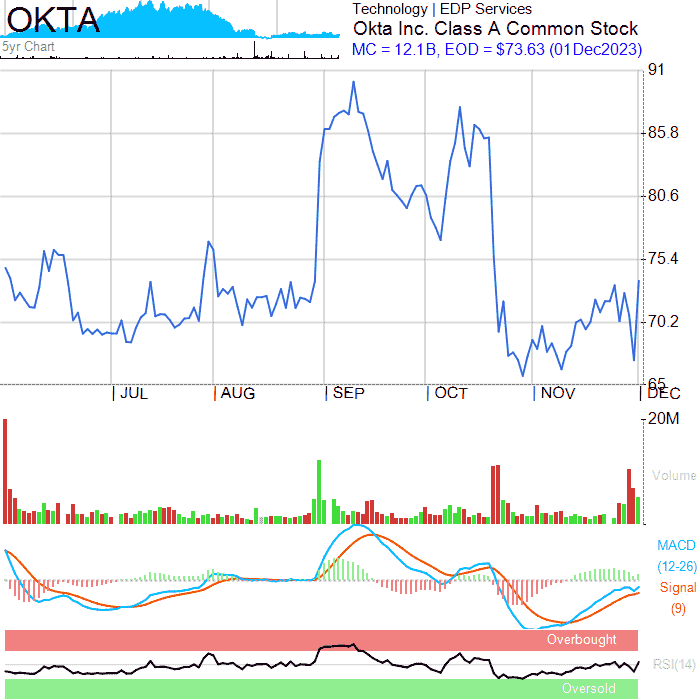 OKTA
5yr Chart
Technology | EDP Services
Okta Inc. Class A Common Stock
MC = 12.1B, EOD = $73.63 (01Dec2023)
91
85.8
80.6
75.4
70.2
65
JUL AUG SEP OCT NOV DEC
20M
Volume
MACD
(12-26)
Signal
(9)
Overbought
RSI(14)
Oversold